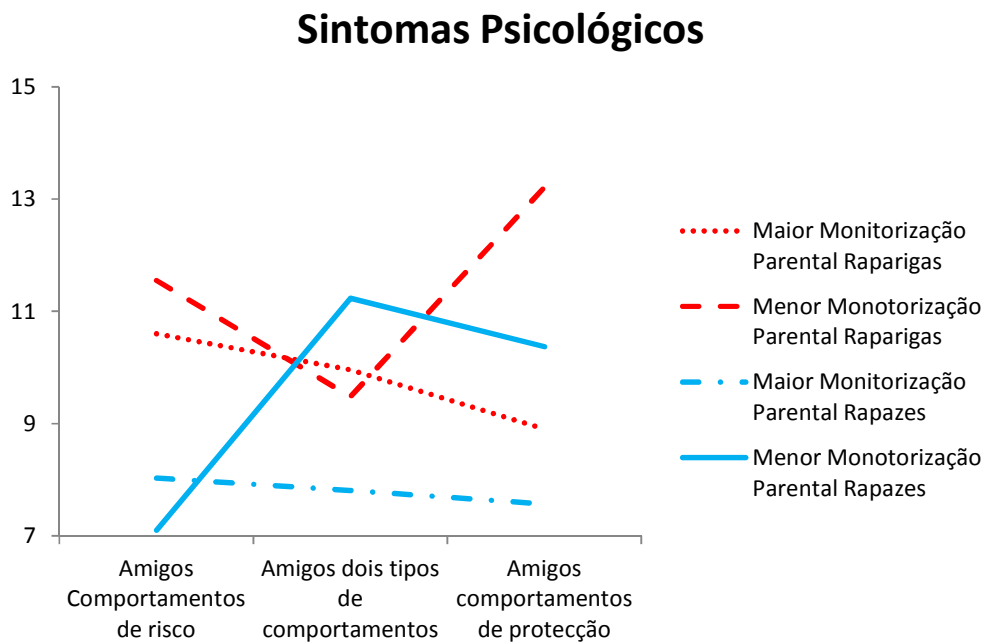 Sintomas Psicológicos
15
13
11
9
7
Amigos
Comportamentos
de risco
Amigos dois tipos
de
comportamentos
Amigos
comportamentos
de protecção
Maior Monitorização
Parental Raparigas
Menor Monotorização
Parental Raparigas
Maior Monitorização
Parental Rapazes
Menor Monotorização
Parental Rapazes